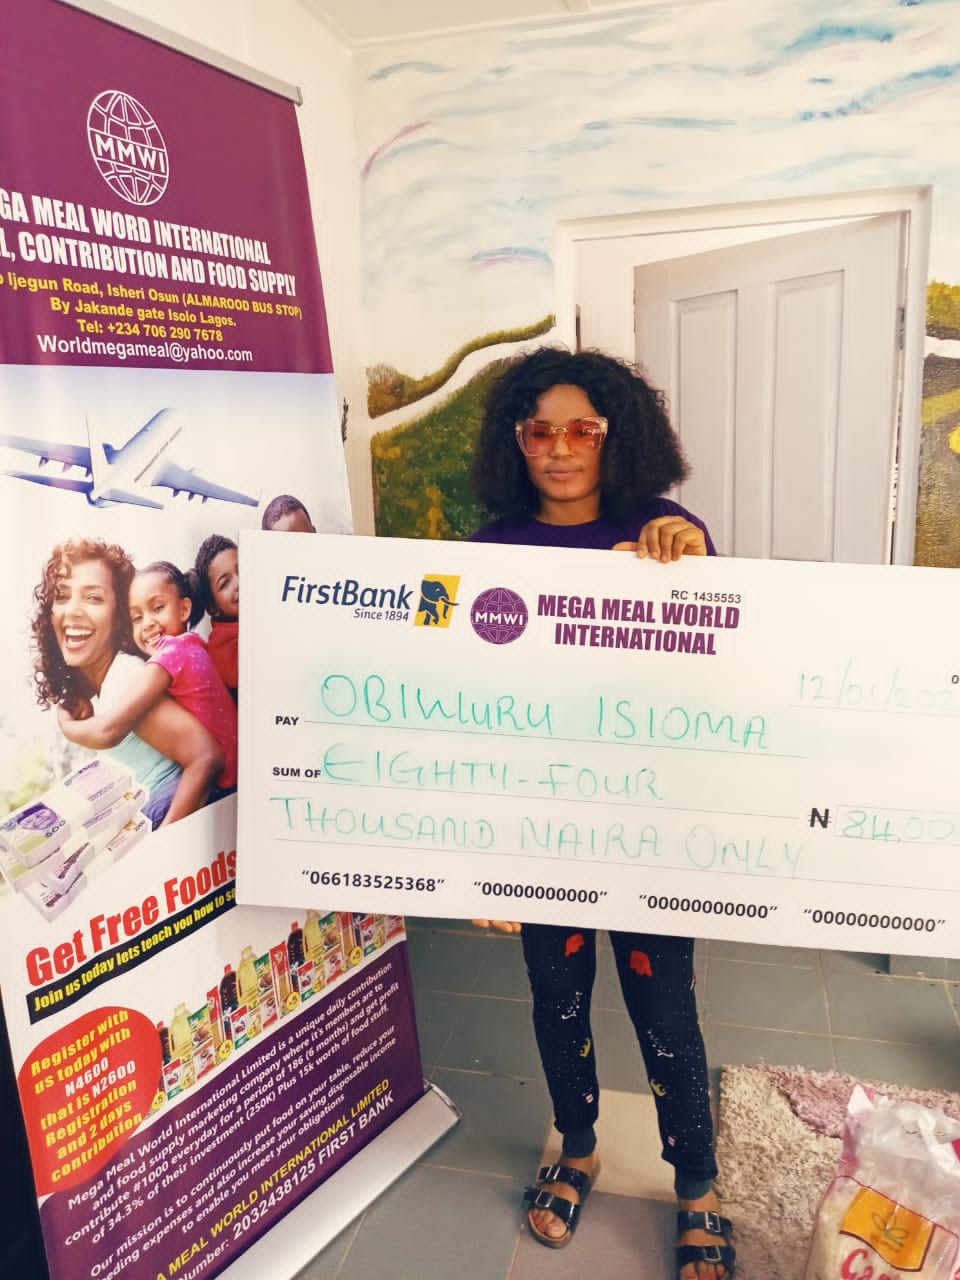 MMWI
GA MEAL WORD INTERNATIONAL
L, CONTRIBUTION AND FOOD SUPPLY
Ijegun Road, Isheri Osun (ALMAROOD BUS STOP)
By Jakande gate Isolo Lagos.
Tel: +234 706 290 7678
Worldmegameal@yahoo.com
Get Free Foods
Join us today lets teach you how to
Register with
us today with
N4600
that is N2600
Registration
and 2 days
contribution
Mega Meal World International Limited is a unique daily contribution
and food supply marketing company where it's members are to
contribute #1000 everyday for a period of 186 (6 months) and get profit
of 34.3% of their investment (250K) Plus 15k worth of food stuff.
Our mission is to continuously put food on your table, reduce your
eding expenses and also increase your saving disposable income
to enable you meet your obligations
A MEAL WORLD INTERNATIONAL LIMITED
Number: 2032438125 FIRST BANK
FirstBank
Since 1894
MMWI
RC 1435553
MEGA MEAL WORLD
INTERNATIONAL
12/01/202
PAY OBIWURU ISIOMA
SUM OF EIGHTY-FOUR
THOUSAND NAIRA ONLY
₦ 84,00
"066183525368" "00000000000" "00000000000" "00000000000"